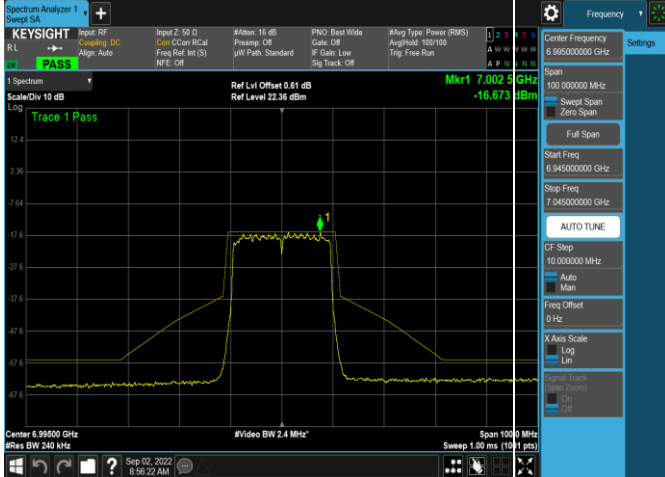 Spectrum Analyzer 1
Swept SA
Frequency
KEYSIGHT
RL
LV
PASS
Input: RF
Coupling: DC
Align: Auto
Input Z: 50 Ω
Corr CCorr RCal
Freq Ref: Int (S)
NFE: Off
#Atten: 16 dB
Preamp: Off
µW Path: Standard
PNO: Best Wide
Gate: Off
IF Gain: Low
Sig Track: Off
#Avg Type: Power (RMS)
Avg|Hold: 100/100
Trig: Free Run
1 2 3 4 5 6
A W W W W W
A P N N N N
1 Spectrum
Scale/Div 10 dB
Ref Lvl Offset 0.61 dB
Ref Level 22.36 dBm
Mkr1 7.002 5 GHz
-16.673 dBm
Log
Trace 1 Pass
12.4
2.36
-7.64
-17.6
-27.6
-37.6
-47.6
-57.6
-67.6
1
Center 6.99500 GHz
#Res BW 240 kHz
#Video BW 2.4 MHz*
Span 100.0 MHz
Sweep 1.00 ms (1001 pts)
Sep 02, 2022
8:56:22 AM
Settings
Center Frequency
6.995000000 GHz
Span
100.000000 MHz
Swept Span
Zero Span
Full Span
Start Freq
6.945000000 GHz
Stop Freq
7.045000000 GHz
AUTO TUNE
CF Step
10.000000 MHz
Auto
Man
Freq Offset
0 Hz
X Axis Scale
Log
Lin
Signal Track
(Span Zoom)
On
Off